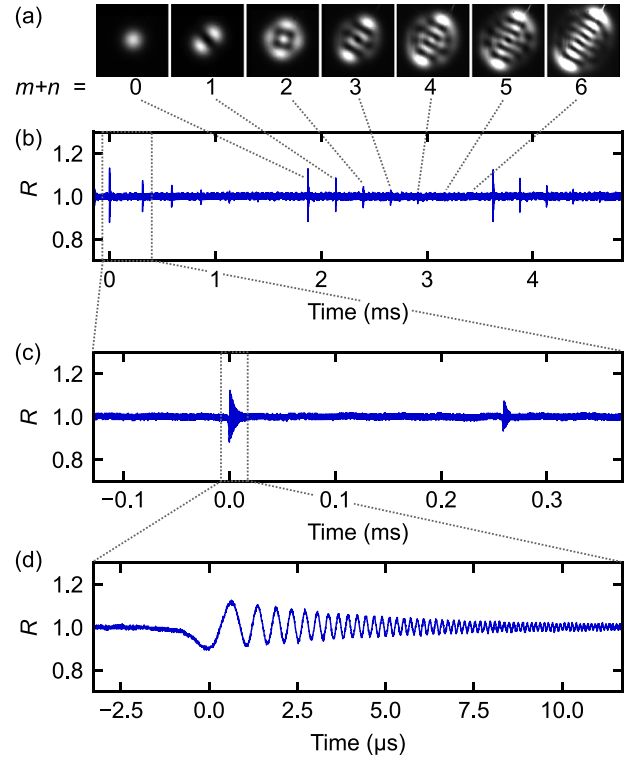 (a)
m+n = 0 1 2 3 4 5 6
(b)
1.2
1.0
0.8
R
0 1 2 3 4
Time (ms)
(c)
1.2
1.0
0.8
R
−0.1 0.0 0.1 0.2 0.3
Time (ms)
(d)
1.2
1.0
0.8
R
−2.5 0.0 2.5 5.0 7.5 10.0
Time (µs)